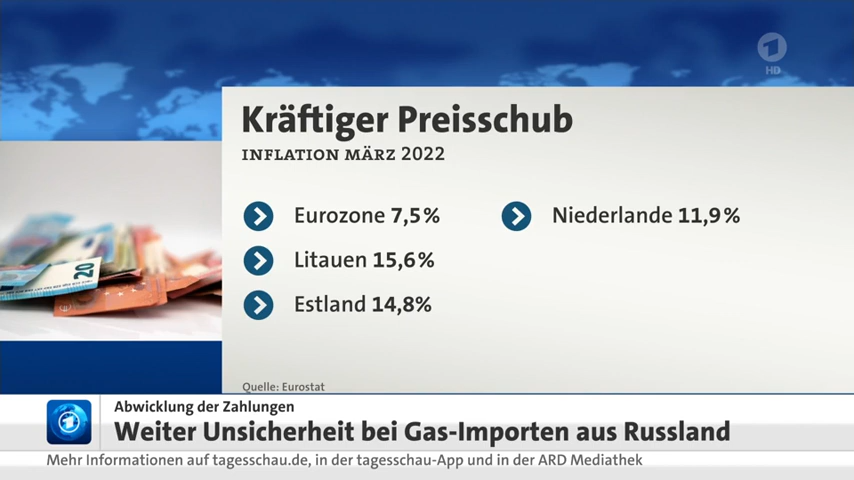 1
HD
Kräftiger Preisschub
INFLATION MÄRZ 2022
Eurozone 7,5%
Litauen 15,6%
Estland 14,8%
Niederlande 11,9%
20
Quelle: Eurostat
Abwicklung der Zahlungen
Weiter Unsicherheit bei Gas-Importen aus Russland
Mehr Informationen auf tagesschau.de, in der tagesschau-App und in der ARD Mediathek